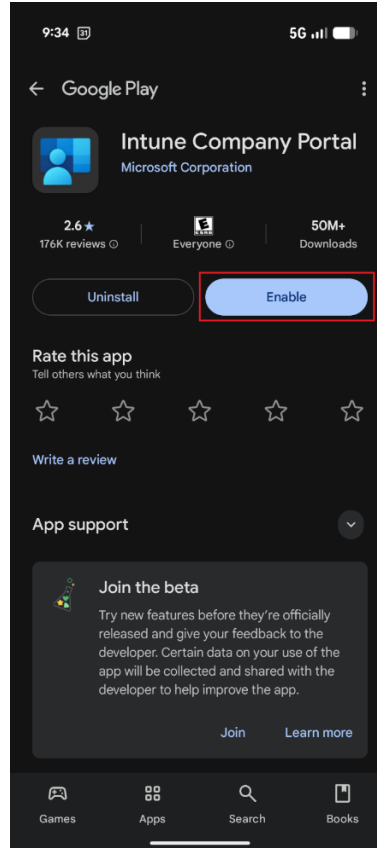 9:34 31 5G
Google Play
Intune Company Portal
Microsoft Corporation
2.6★ E 50M+
176K reviews Everyone Downloads
Uninstall Enable
Rate this app
Tell others what you think
Write a review
App support
Join the beta
Try new features before they're officially
released and give your feedback to the
developer. Certain data on your use of the
app will be collected and shared with the
developer to help improve the app.
Join Learn more
Games Apps Search Books